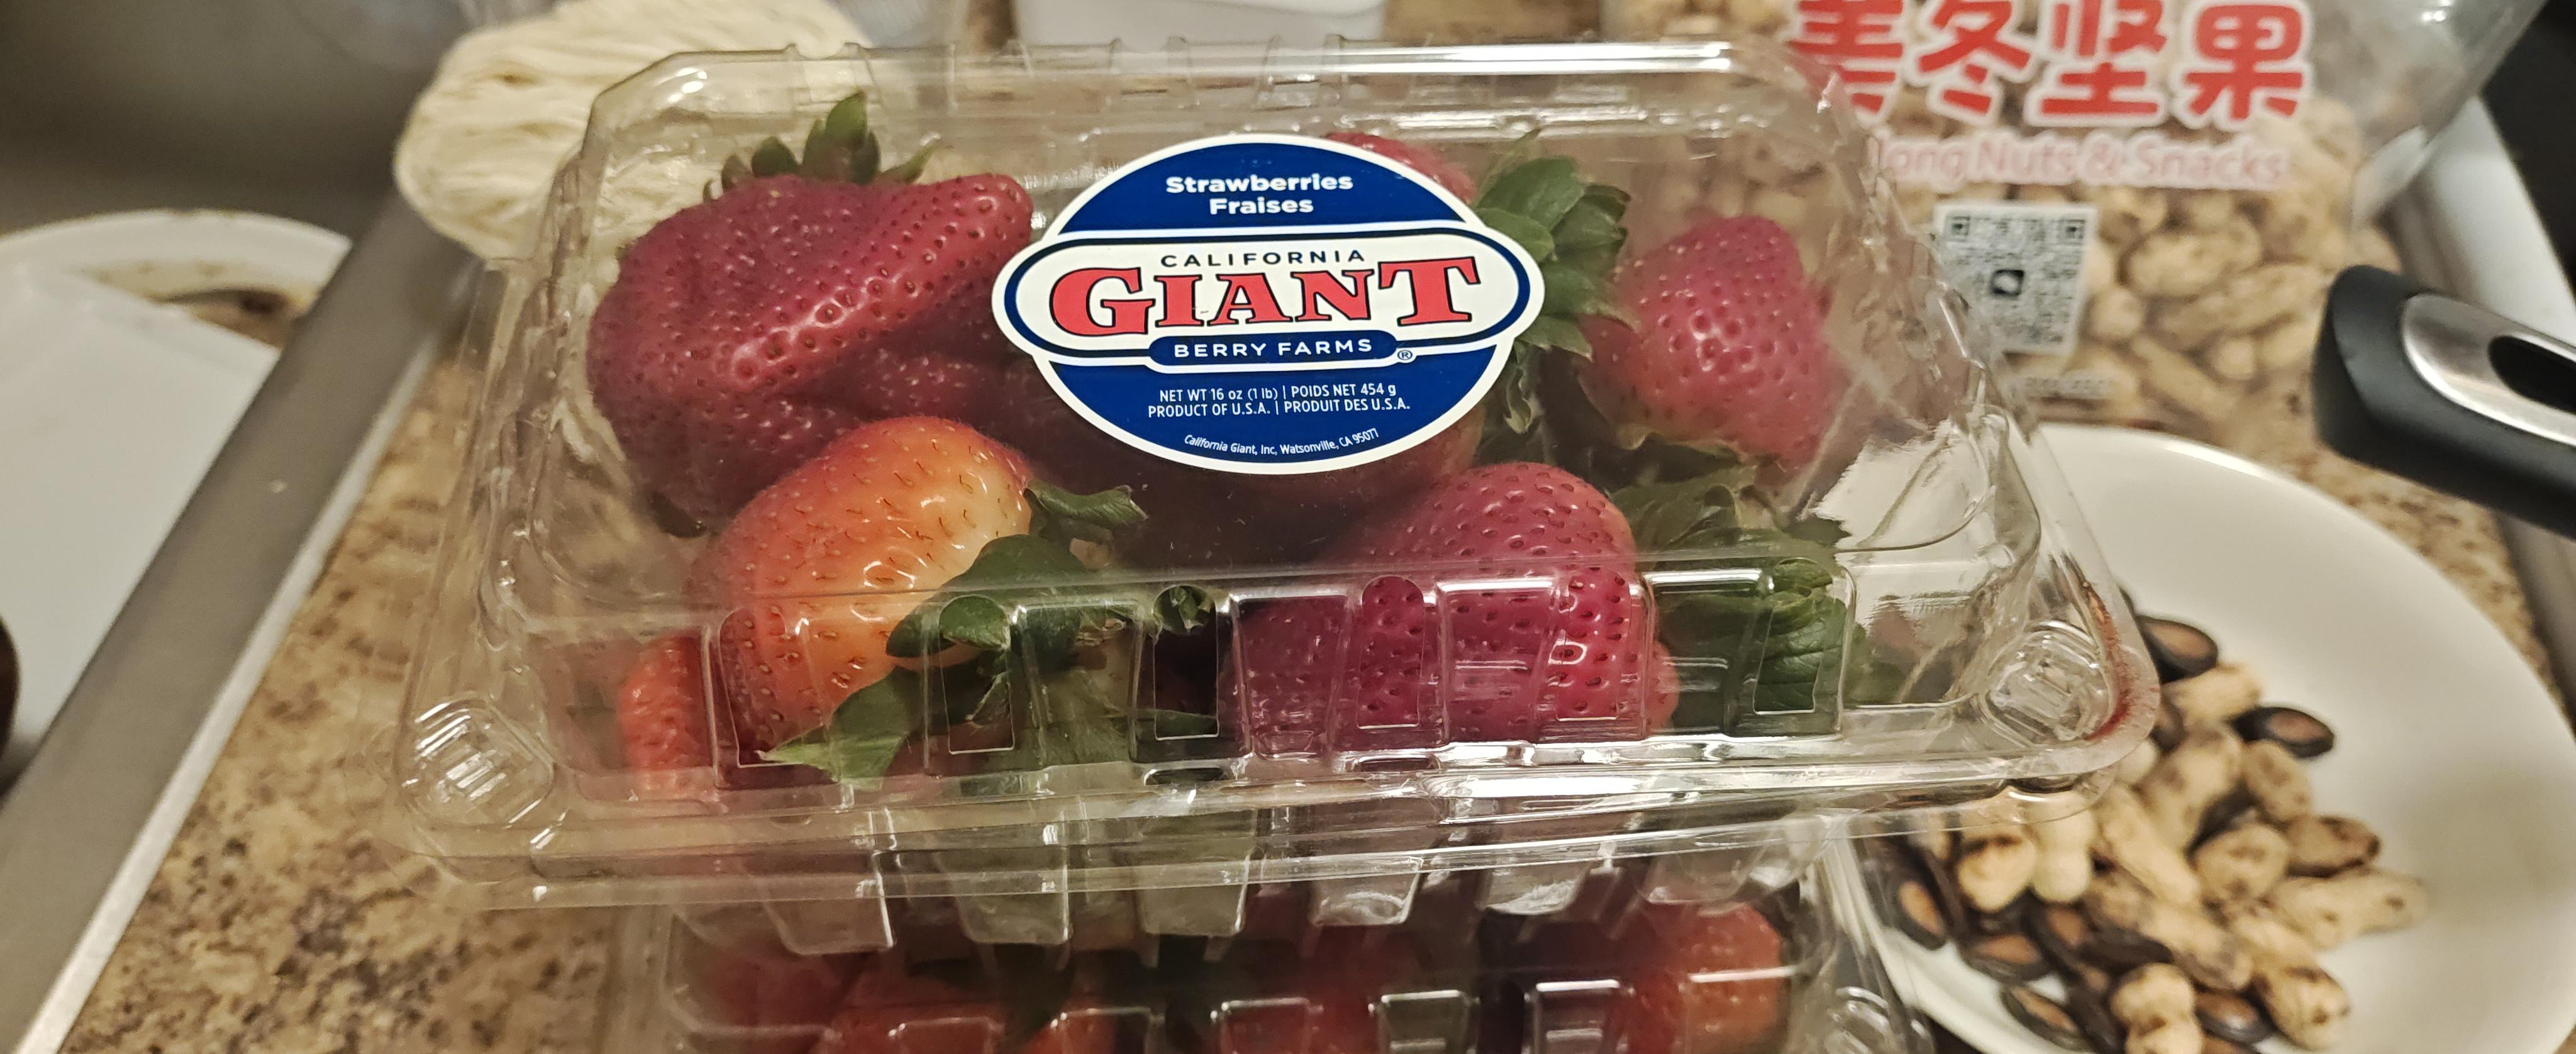 Strawberries
Fraises
CALIFORNIA
GIANT
BERRY FARMS ®
NET WT 16 oz (1 lb) | POIDS NET 454 g
PRODUCT OF U.S.A. | PRODUIT DES U.S.A.
California Giant, Inc, Watsonville, CA 95077
冬坚果
Nuts & Snacks